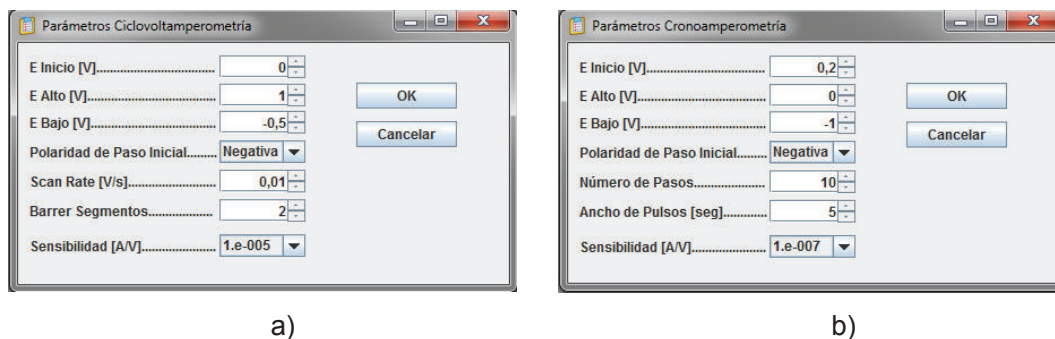 Parámetros Ciclovoltamperometría
E Inicio [V]................................... 0
E Alto [V]...................................... 1
E Bajo [V]..................................... -0,5
Polaridad de Paso Inicial......... Negativa
Scan Rate [V/s].......................... 0,01
Barrer Segmentos................... 2
Sensibilidad [A/V]...................... 1.e-005
OK
Cancelar
a)
Parámetros Cronoamperometría
E Inicio [V]................................... 0,2
E Alto [V]...................................... 0
E Bajo [V]..................................... -1
Polaridad de Paso Inicial......... Negativa
Número de Pasos..................... 10
Ancho de Pulsos [seg]............ 5
Sensibilidad [A/V]...................... 1.e-007
OK
Cancelar
b)